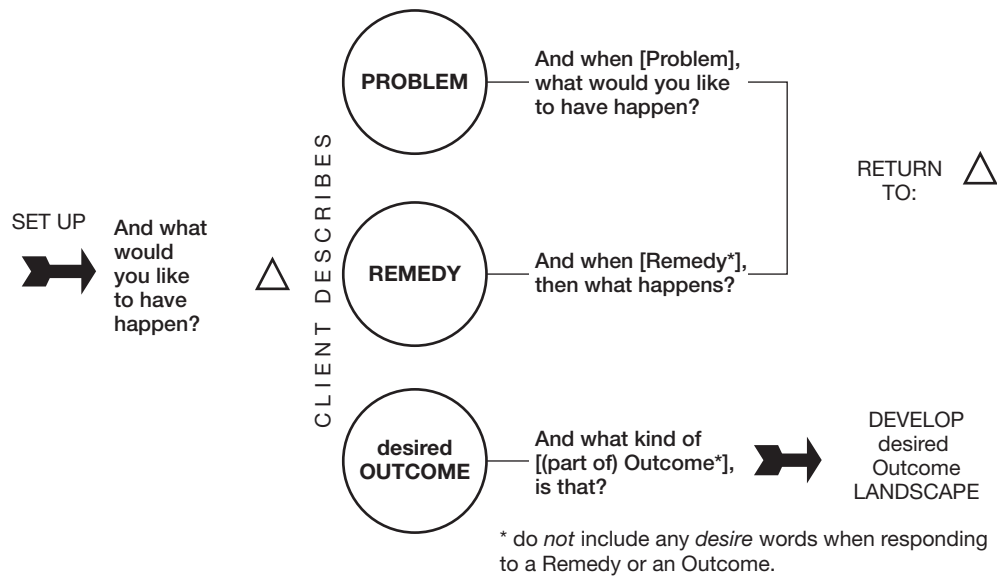 SET UP
And what
would
you like
to have
happen?
CLIENT DESCRIBES
PROBLEM
And when [Problem],
what would you like
to have happen?
REMEDY
And when [Remedy*],
then what happens?
RETURN
TO:
desired
OUTCOME
And what kind of
[(part of) Outcome*],
is that?
DEVELOP
desired
Outcome
LANDSCAPE
* do not include any desire words when responding
to a Remedy or an Outcome.